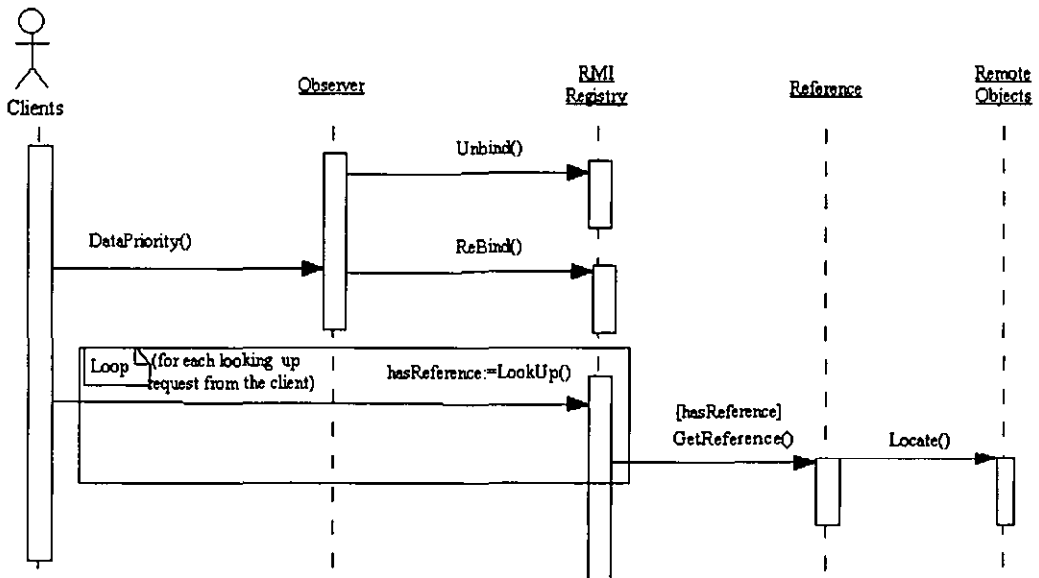 Clients
Observer
RMI
Registry
Reference
Remote
Objects
Unbind()
DataPriority()
ReBind()
Loop
(for each looking up
request from the client)
hasReference:=LookUp()
[hasReference]
GetReference()
Locate()